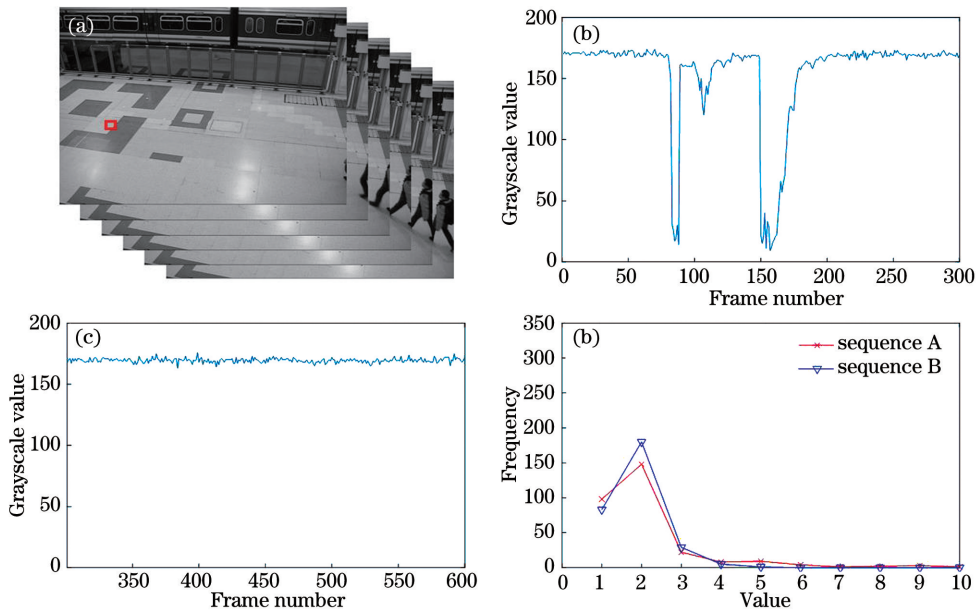 (a)
(b)
200
150
100
50
0
Grayscale value
0 50 100 150 200 250 300
Frame number
(c)
200
150
100
50
0
Grayscale value
350 400 450 500 550 600
Frame number
(b)
sequence A
sequence B
350
300
250
200
150
100
50
0
Frequency
0 1 2 3 4 5 6 7 8 9 10
Value